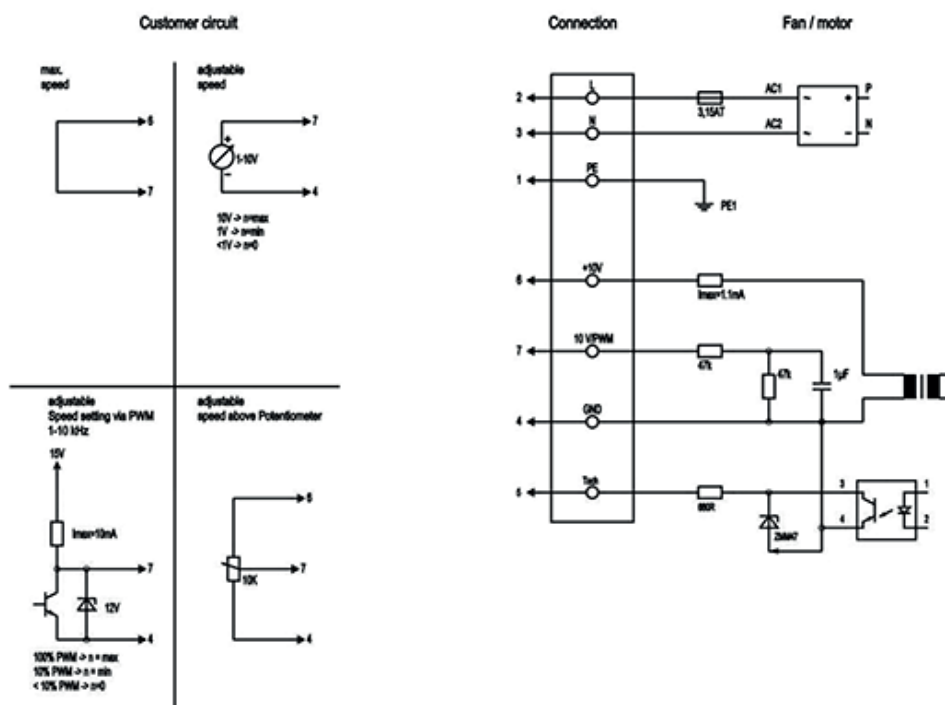 Customer circuit
Connection
Fan / motor
max.
speed
6
7
adjustable
speed
7
+
1-10V
−
4
10V -> n=max
1V -> n=min
<1V -> n=0
adjustable
Speed setting via PWM
1-10 kHz
15V
Imax=10mA
7
12V
4
100% PWM -> n = max
10% PWM -> n = min
< 10% PWM -> n=0
adjustable
speed above Potentiometer
6
7
10K
4
2
L
3,15AT
AC1
~
+
P
3
N
AC2
~
−
N
1
PE
PE1
6
+10V
Imax=1.1mA
7
10 V/PWM
47k
47k
1µF
4
GND
5
Tach
680R
3
1
ZMM47
4
2